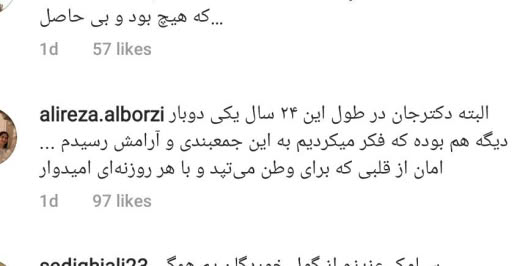 که هیچ بود و بی حاصل...
1d 57 likes
alireza.alborzi البته دکترجان در طول این ۲۴ سال یکی دوبار
دیگه هم بوده که فکر میکردیم به این جمعبندی و آرامش رسیدم ...
امان از قلبی که برای وطن می‌تپد و با هر روزنه‌ای امیدوار
1d 97 likes